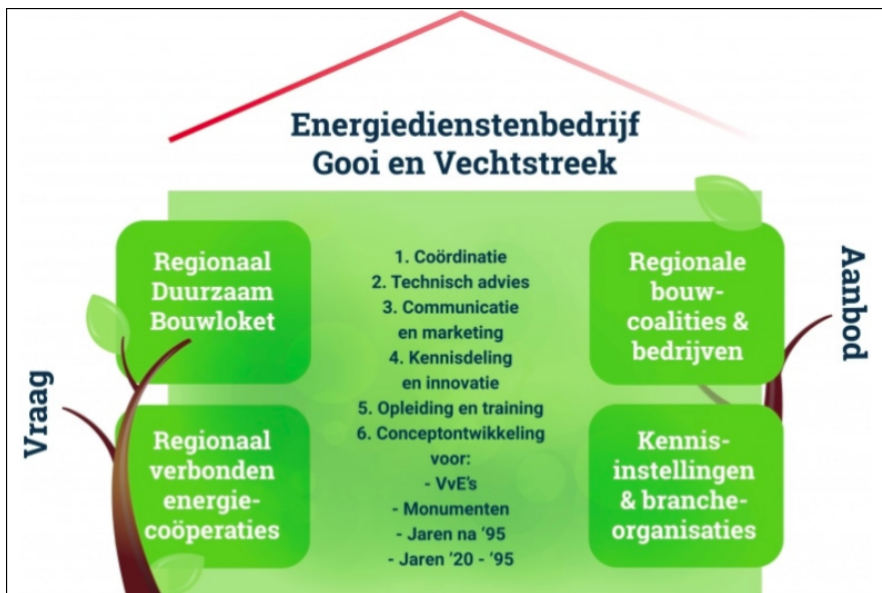 Energiedienstenbedrijf
Gooi en Vechtstreek
Vraag
Regionaal
Duurzaam
Bouwloket
Regionaal
verbonden
energie-
coöperaties
1. Coördinatie
2. Technisch advies
3. Communicatie
en marketing
4. Kennisdeling
en innovatie
5. Opleiding en training
6. Conceptontwikkeling
voor:
- VvE's
- Monumenten
- Jaren na '95
- Jaren '20 - '95
Regionale
bouw-
coalities &
bedrijven
Kennis-
instellingen
& branche-
organisaties
Aanbod